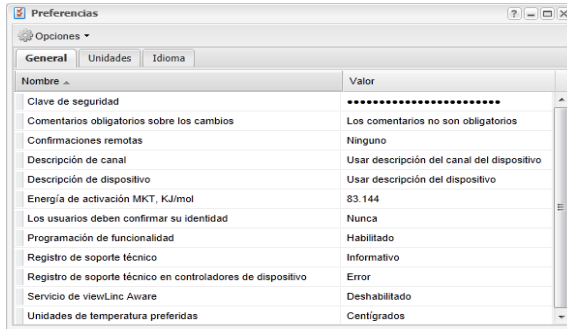 Preferencias
Opciones
General Unidades Idioma
Nombre Valor
Clave de seguridad ••••••••••••••••••••••••
Comentarios obligatorios sobre los cambios Los comentarios no son obligatorios
Confirmaciones remotas Ninguno
Descripción de canal Usar descripción del canal del dispositivo
Descripción de dispositivo Usar descripción del dispositivo
Energía de activación MKT, KJ/mol 83.144
Los usuarios deben confirmar su identidad Nunca
Programación de funcionalidad Habilitado
Registro de soporte técnico Informativo
Registro de soporte técnico en controladores de dispositivo Error
Servicio de viewLinc Aware Deshabilitado
Unidades de temperatura preferidas Centígrados